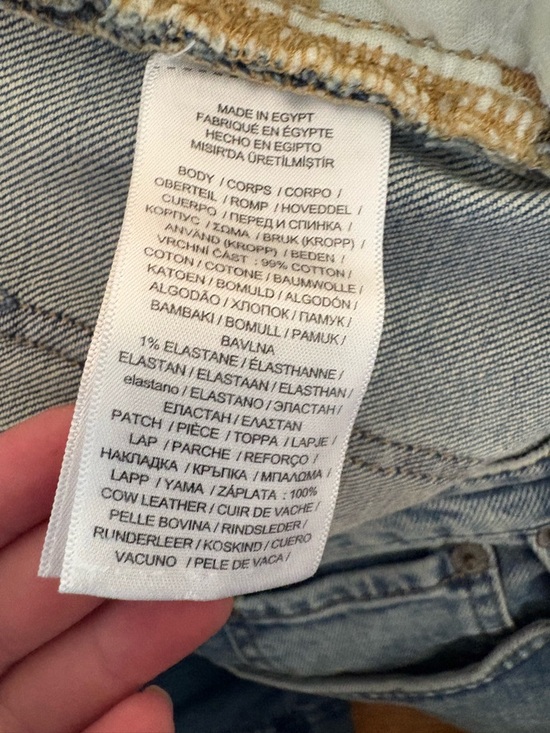 MADE IN EGYPT
FABRIQUÉ EN ÉGYPTE
HECHO EN EGIPTO
MISIR'DA ÜRETİLMİŞTİR
BODY / CORPS / CORPO /
OBERTEIL / ROMP / HOVEDDEL /
CUERPO / ПЕРЕД И СПИНКА /
КОРПУС / ΣΩΜΑ / BRUK (KROPP) /
ANVÄND (KROPP) / BEDEN /
VRCHNÍ ČÁST : 99% COTTON /
COTON / COTONE / BAUMWOLLE /
KATOEN / BOMULD / ALGODÓN /
ALGODÃO / ХЛОПОК / ПАМУК /
BAMBAKI / BOMULL / PAMUK /
BAVLNA
1% ELASTANE / ÉLASTHANNE /
ELASTAN / ELASTAAN / ELASTHAN /
elastano / ELASTANO / ЭЛАСТАН /
ЕЛАСТАН / ΕΛΑΣΤΑΝ
PATCH / PIÈCE / TOPPA / LAPJE /
LAP / PARCHE / REFORÇO /
НАКЛАДКА / КРЪПКА / ΜΠΑΛΩΜΑ /
LAPP / YAMA / ZÁPLATA : 100%
COW LEATHER / CUIR DE VACHE /
PELLE BOVINA / RINDSLEDER /
RUNDERLEER / KOSKIND / CUERO
VACUNO / PELE DE VACA /